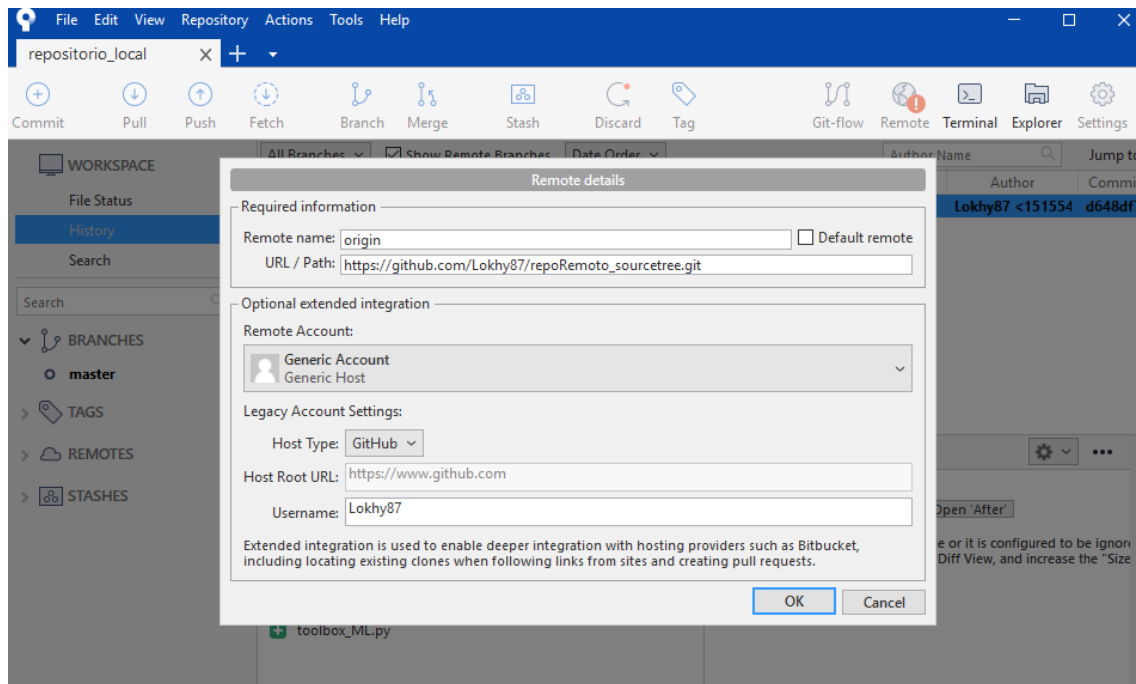 File Edit View Repository Actions Tools Help
repositorio_local
Commit Pull Push Fetch Branch Merge Stash Discard Tag Git-flow Remote Terminal Explorer Settings
WORKSPACE
File Status
History
Search
Search
BRANCHES
master
TAGS
REMOTES
STASHES
All Branches Show Remote Branches Date Order Author Name Jump to
Author Commi
Lokhy87 <151554 d648df
Remote details
Required information
Remote name: origin Default remote
URL / Path: https://github.com/Lokhy87/repoRemoto_sourcetree.git
Optional extended integration
Remote Account:
Generic Account
Generic Host
Legacy Account Settings:
Host Type: GitHub
Host Root URL: https://www.github.com
Username: Lokhy87
Extended integration is used to enable deeper integration with hosting providers such as Bitbucket,
including locating existing clones when following links from sites and creating pull requests.
OK Cancel
Open 'After'
e or it is configured to be ignor
Diff View, and increase the "Size
toolbox_ML.py